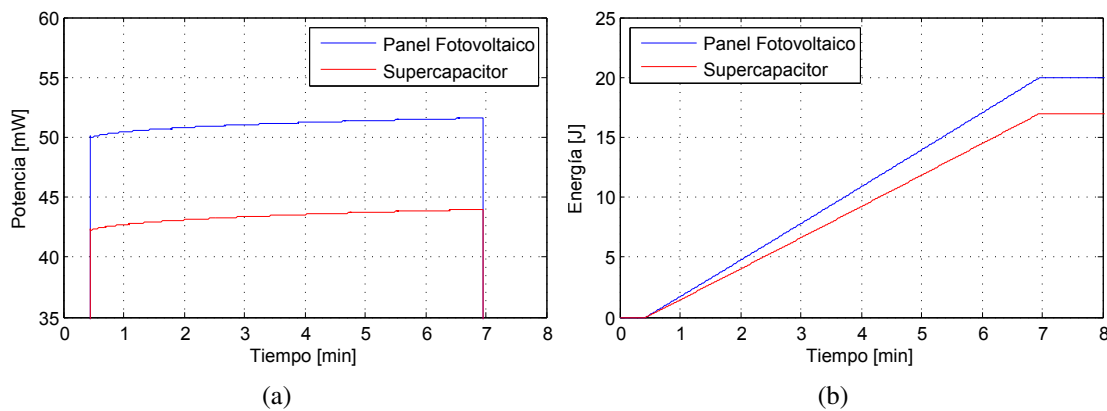 60
55
50
45
40
35
Potencia [mW]
0 1 2 3 4 5 6 7 8
Tiempo [min]
Panel Fotovoltaico
Supercapacitor
(a)
25
20
15
10
5
0
Energía [J]
0 1 2 3 4 5 6 7 8
Tiempo [min]
Panel Fotovoltaico
Supercapacitor
(b)